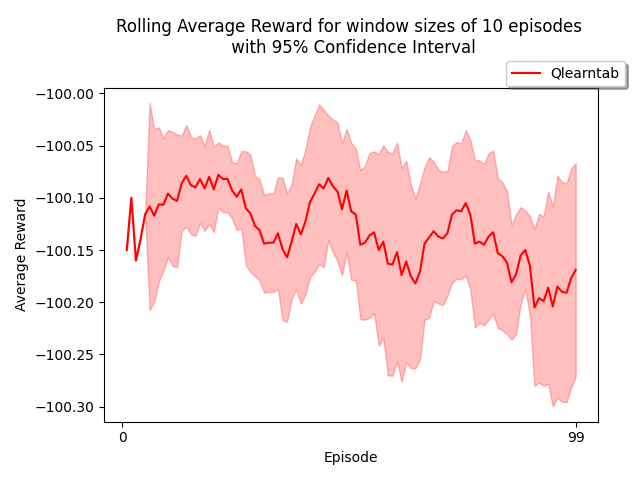 Rolling Average Reward for window sizes of 10 episodes
with 95% Confidence Interval
Qlearntab
−100.00
−100.05
−100.10
−100.15
−100.20
−100.25
−100.30
Average Reward
0
99
Episode